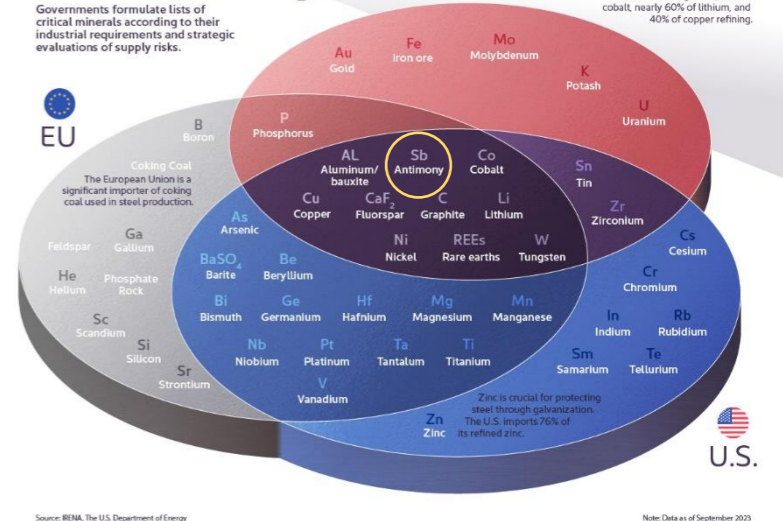 Governments formulate lists of
critical minerals according to their
industrial requirements and strategic
evaluations of supply risks.
cobalt, nearly 60% of lithium, and
40% of copper refining.
Au
Gold
Fe
Iron ore
Mo
Molybdenum
K
Potash
U
Uranium
EU
B
Boron
P
Phosphorus
Coking Coal
The European Union is a
significant importer of coking
coal used in steel production.
AL
Aluminum/
bauxite
Sb
Antimony
Co
Cobalt
Sn
Tin
Cu
Copper
CaF2
Fluorspar
C
Graphite
Li
Lithium
Zr
Zirconium
As
Arsenic
Ni
Nickel
REEs
Rare earths
W
Tungsten
Cs
Cesium
Feldspar
Ga
Gallium
BaSO4
Barite
Be
Beryllium
Cr
Chromium
He
Helium
Phosphate
Rock
Bi
Bismuth
Ge
Germanium
Hf
Hafnium
Mg
Magnesium
Mn
Manganese
In
Indium
Rb
Rubidium
Sc
Scandium
Si
Silicon
Nb
Niobium
Pt
Platinum
Ta
Tantalum
Ti
Titanium
Sm
Samarium
Te
Tellurium
Sr
Strontium
V
Vanadium
Zn
Zinc
Zinc is crucial for protecting
steel through galvanization.
The U.S. imports 76% of
its refined zinc.
U.S.
Source: IRENA, The U.S. Department of Energy
Note: Data as of September 2023